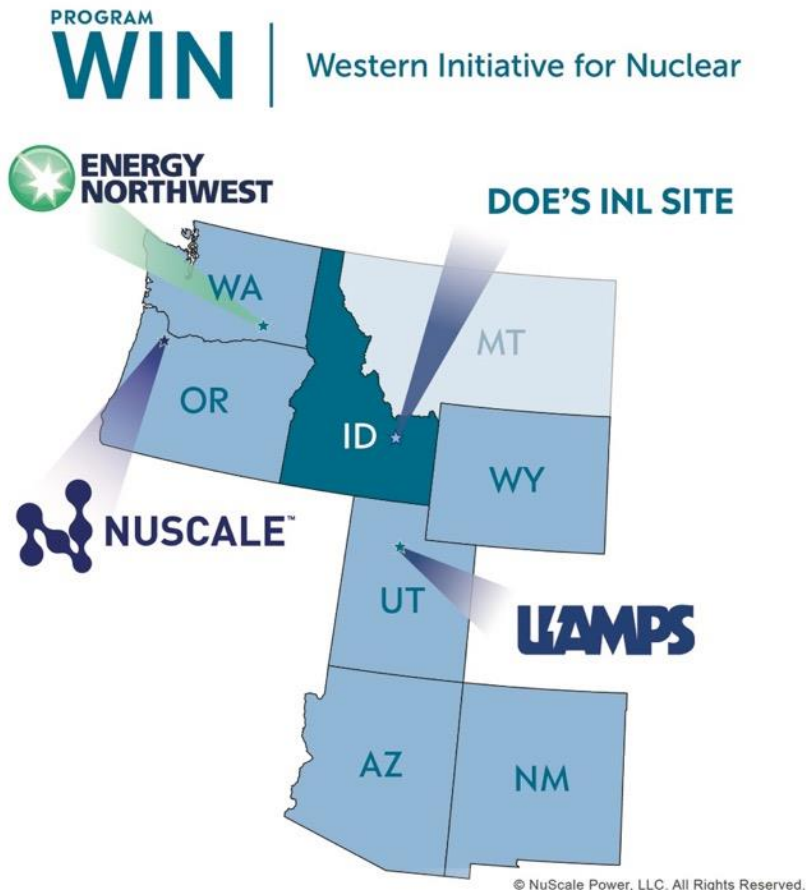 PROGRAM
WIN
Western Initiative for Nuclear
ENERGY
NORTHWEST
DOE'S INL SITE
WA
MT
OR
ID
WY
NUSCALE™
UT
UAMPS
AZ
NM
© NuScale Power, LLC. All Rights Reserved.